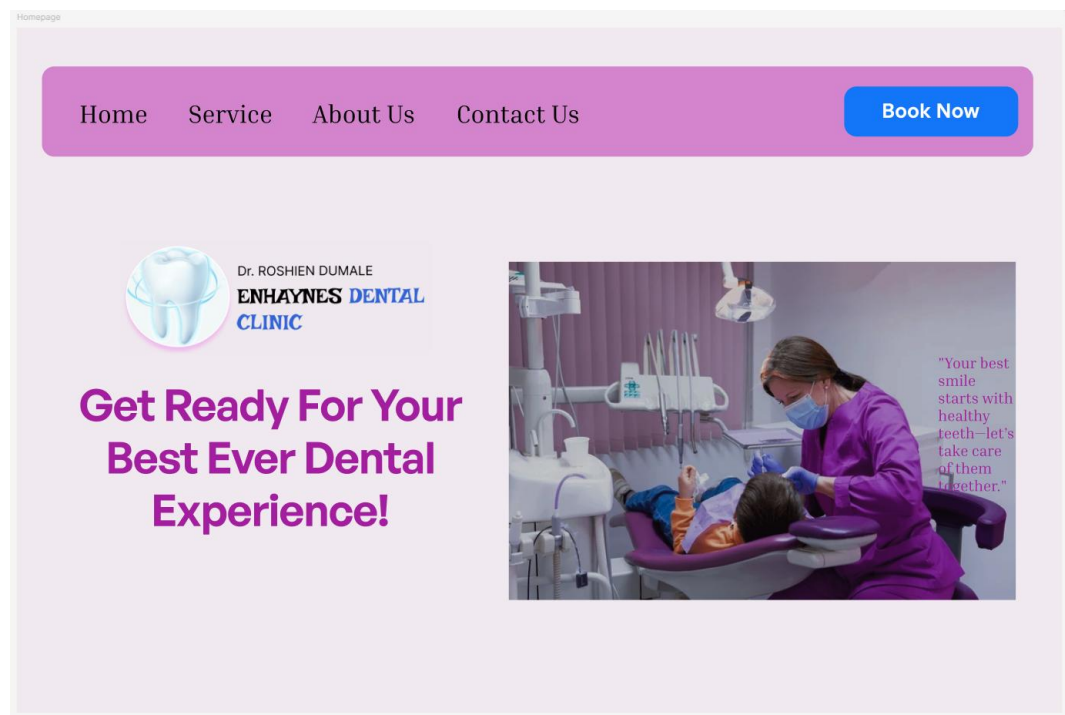 Homepage
Home Service About Us Contact Us
Book Now
Dr. ROSHIEN DUMALE
ENHAYNES DENTAL
CLINIC
Get Ready For Your
Best Ever Dental
Experience!
"Your best
smile
starts with
healthy
teeth—let's
take care
of them
together."